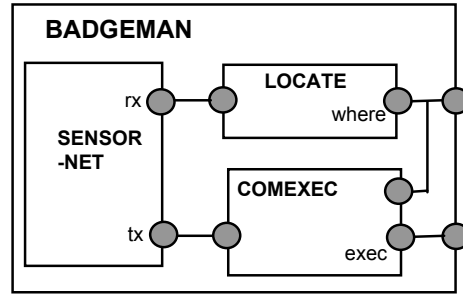 BADGEMAN
LOCATE
rx
where
SENSOR
-NET
COMEXEC
tx
exec